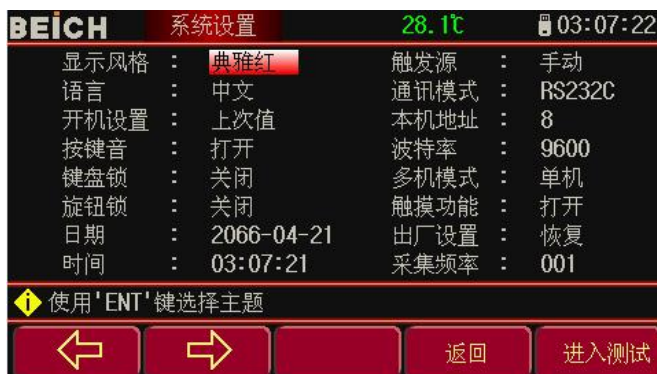 BEICH 系统设置 28.1℃ 03:07:22
显示风格 : 典雅红 触发源 : 手动
语言 : 中文 通讯模式 : RS232C
开机设置 : 上次值 本机地址 : 8
按键音 : 打开 波特率 : 9600
键盘锁 : 关闭 多机模式 : 单机
旋钮锁 : 关闭 触摸功能 : 打开
日期 : 2066-04-21 出厂设置 : 恢复
时间 : 03:07:21 采集频率 : 001
使用'ENT'键选择主题
返回 进入测试